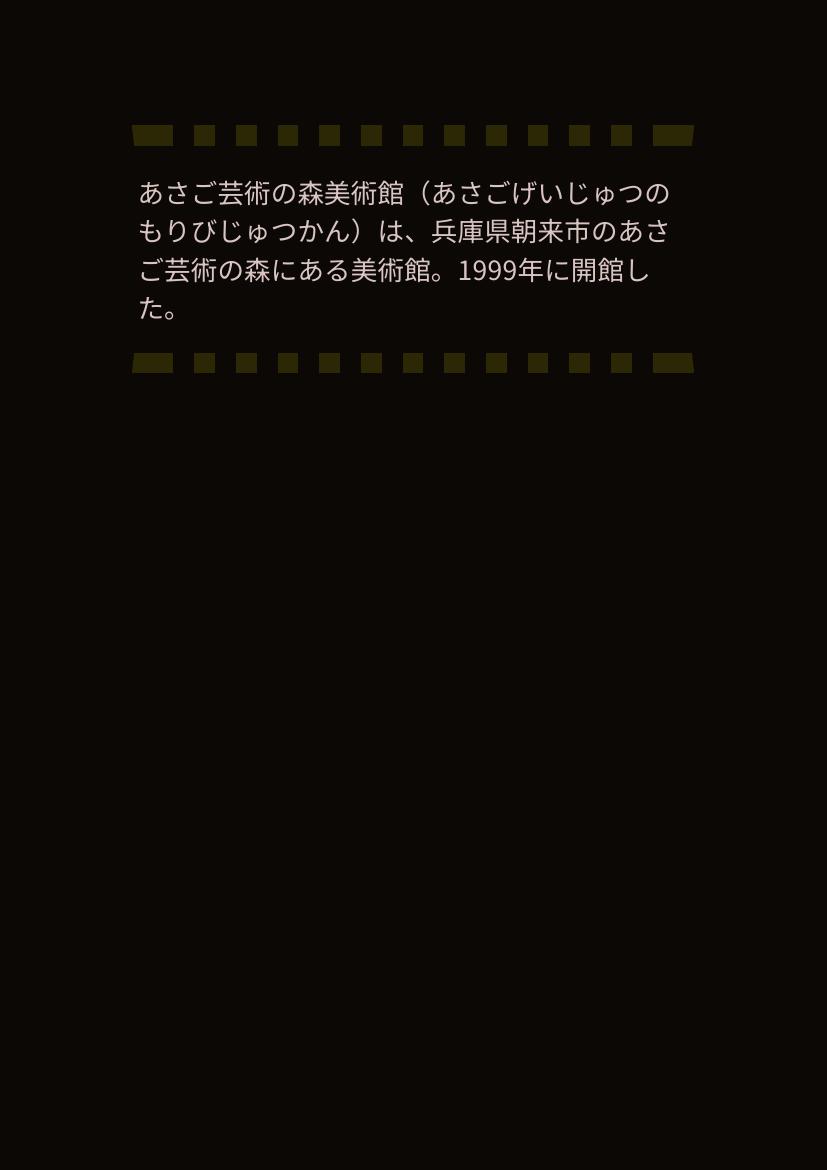 あさご芸術の森美術館（あさごげいじゅつの
もりびじゅつかん）は、兵庫県朝来市のあさ
ご芸術の森にある美術館。1999年に開館し
た。